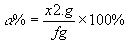 a% = x2.g / fg × 100%